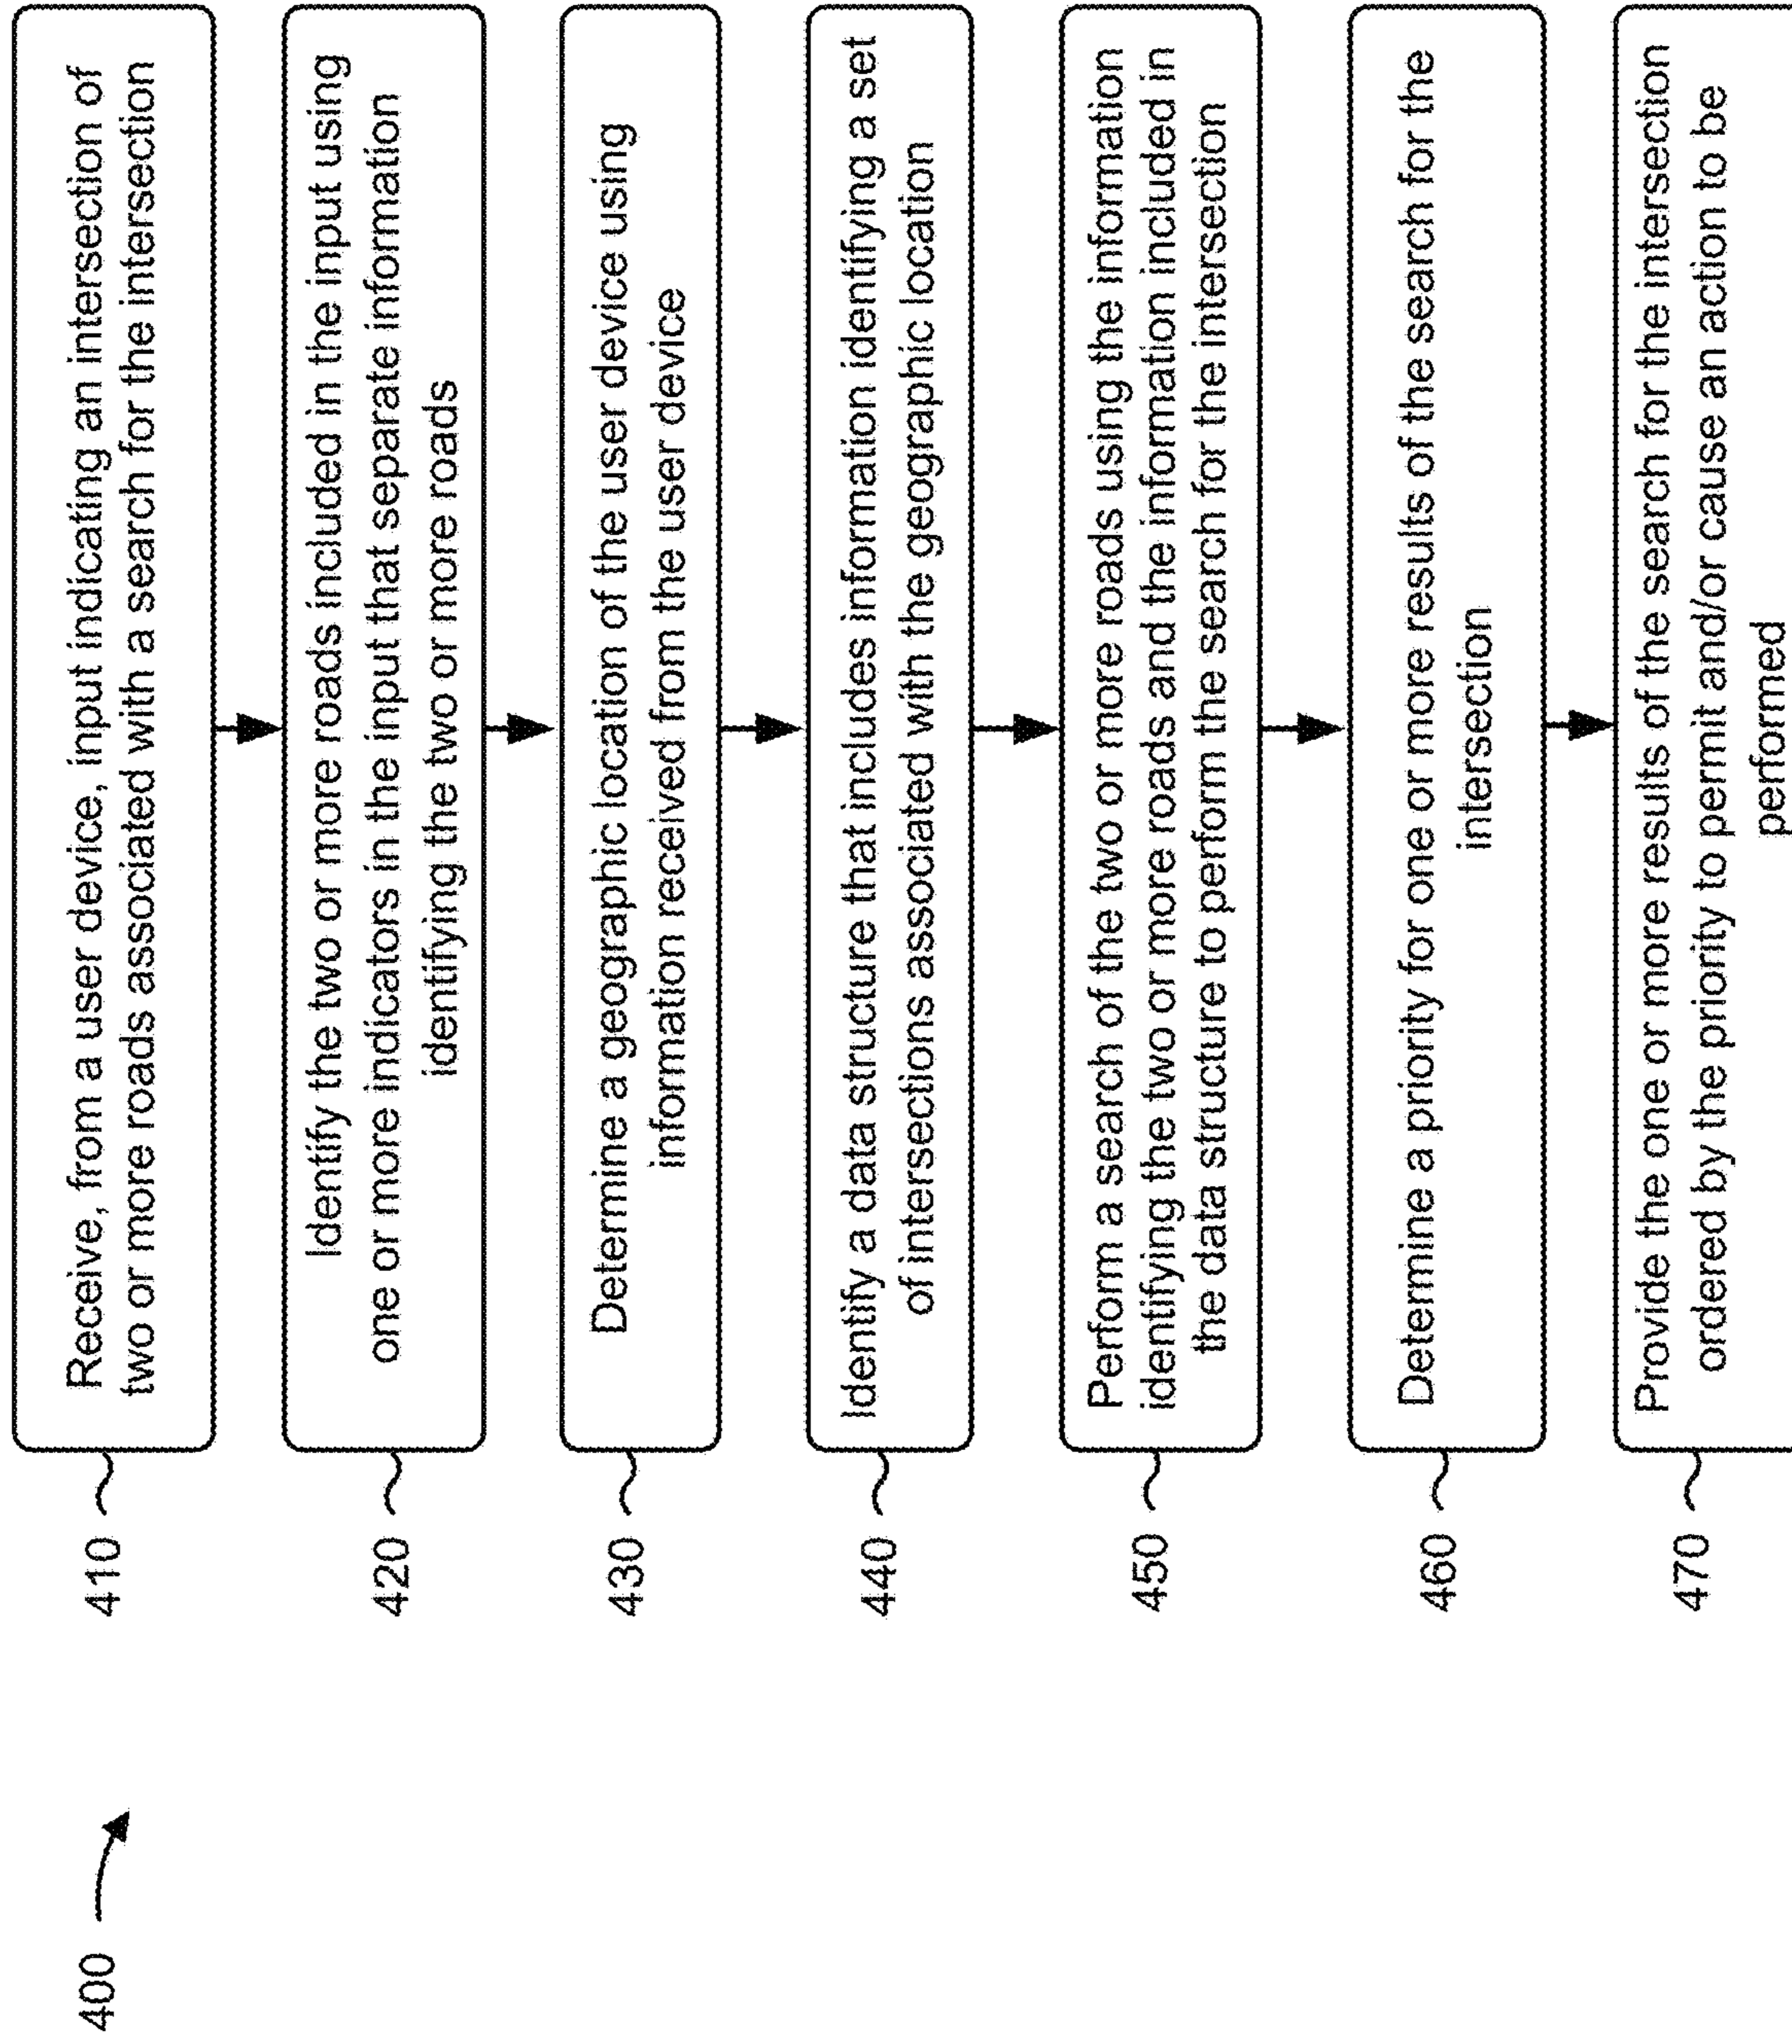 400
410
Receive, from a user device, input indicating an intersection of
two or more roads associated with a search for the intersection
420
Identify the two or more roads included in the input using
one or more indicators in the input that separate information
identifying the two or more roads
430
Determine a geographic location of the user device using
information received from the user device
440
Identify a data structure that includes information identifying a set
of intersections associated with the geographic location
450
Perform a search of the two or more roads using the information
identifying the two or more roads and the information included in
the data structure to perform the search for the intersection
460
Determine a priority for one or more results of the search for the
intersection
470
Provide the one or more results of the search for the intersection
ordered by the priority to permit and/or cause an action to be
performed